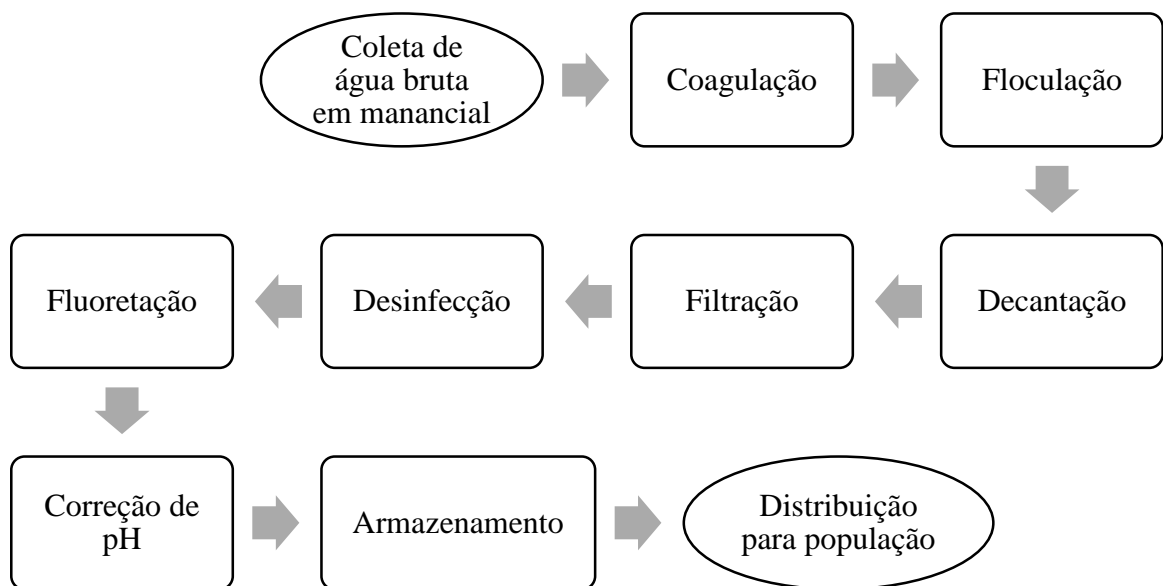 Coleta de
água bruta
em manancial
Coagulação
Floculação
Decantação
Filtração
Desinfecção
Fluoretação
Correção de
pH
Armazenamento
Distribuição
para população